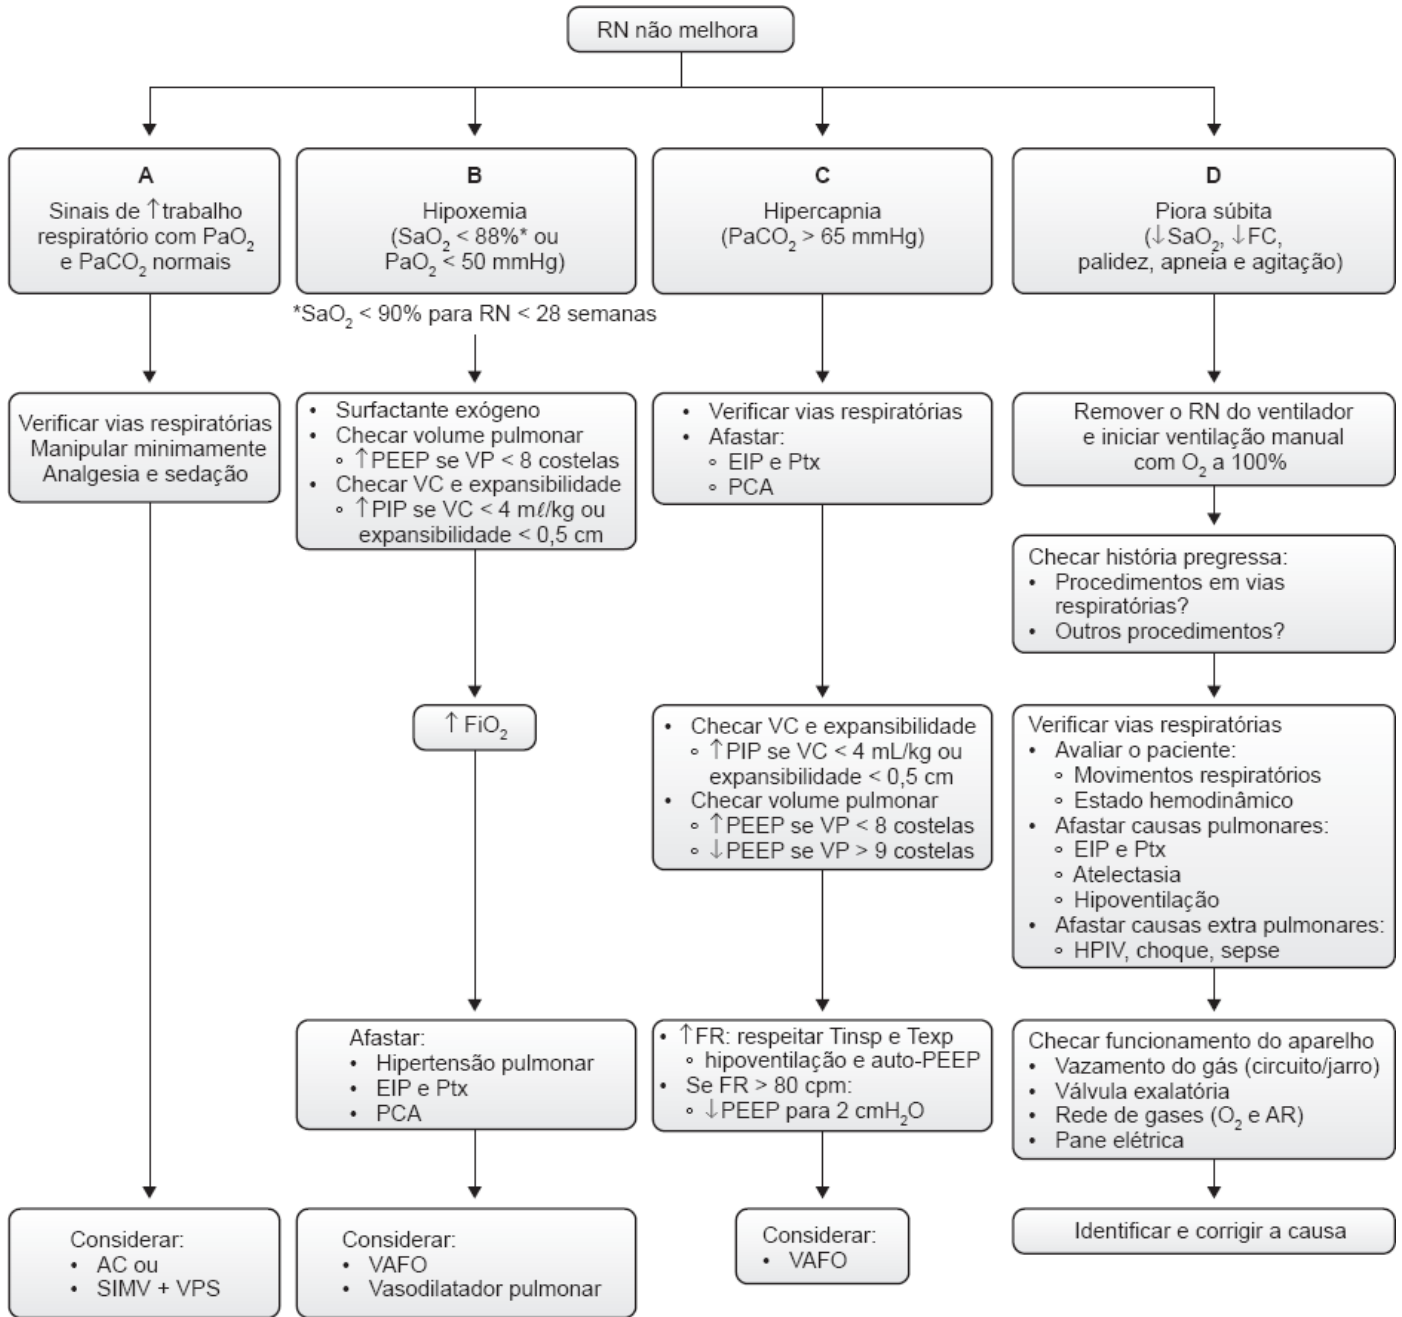 RN não melhora
A
Sinais de ↑trabalho
respiratório com PaO₂
e PaCO₂ normais
Verificar vias respiratórias
Manipular minimamente
Analgesia e sedação
Considerar:
• AC ou
• SIMV + VPS
B
Hipoxemia
(SaO₂ < 88%* ou
PaO₂ < 50 mmHg)
*SaO₂ < 90% para RN < 28 semanas
• Surfactante exógeno
• Checar volume pulmonar
∘ ↑PEEP se VP < 8 costelas
• Checar VC e expansibilidade
∘ ↑PIP se VC < 4 mℓ/kg ou
expansibilidade < 0,5 cm
↑ FiO₂
Afastar:
• Hipertensão pulmonar
• EIP e Ptx
• PCA
Considerar:
• VAFO
• Vasodilatador pulmonar
C
Hipercapnia
(PaCO₂ > 65 mmHg)
• Verificar vias respiratórias
• Afastar:
∘ EIP e Ptx
∘ PCA
• Checar VC e expansibilidade
∘ ↑PIP se VC < 4 mL/kg ou
expansibilidade < 0,5 cm
• Checar volume pulmonar
∘ ↑PEEP se VP < 8 costelas
∘ ↓PEEP se VP > 9 costelas
• ↑FR: respeitar Tinsp e Texp
∘ hipoventilação e auto-PEEP
• Se FR > 80 cpm:
∘ ↓PEEP para 2 cmH₂O
Considerar:
• VAFO
D
Piora súbita
(↓SaO₂, ↓FC,
palidez, apneia e agitação)
Remover o RN do ventilador
e iniciar ventilação manual
com O₂ a 100%
Checar história pregressa:
• Procedimentos em vias
respiratórias?
• Outros procedimentos?
Verificar vias respiratórias
• Avaliar o paciente:
∘ Movimentos respiratórios
∘ Estado hemodinâmico
• Afastar causas pulmonares:
∘ EIP e Ptx
∘ Atelectasia
∘ Hipoventilação
• Afastar causas extra pulmonares:
∘ HPIV, choque, sepse
Checar funcionamento do aparelho
• Vazamento do gás (circuito/jarro)
• Válvula exalatória
• Rede de gases (O₂ e AR)
• Pane elétrica
Identificar e corrigir a causa